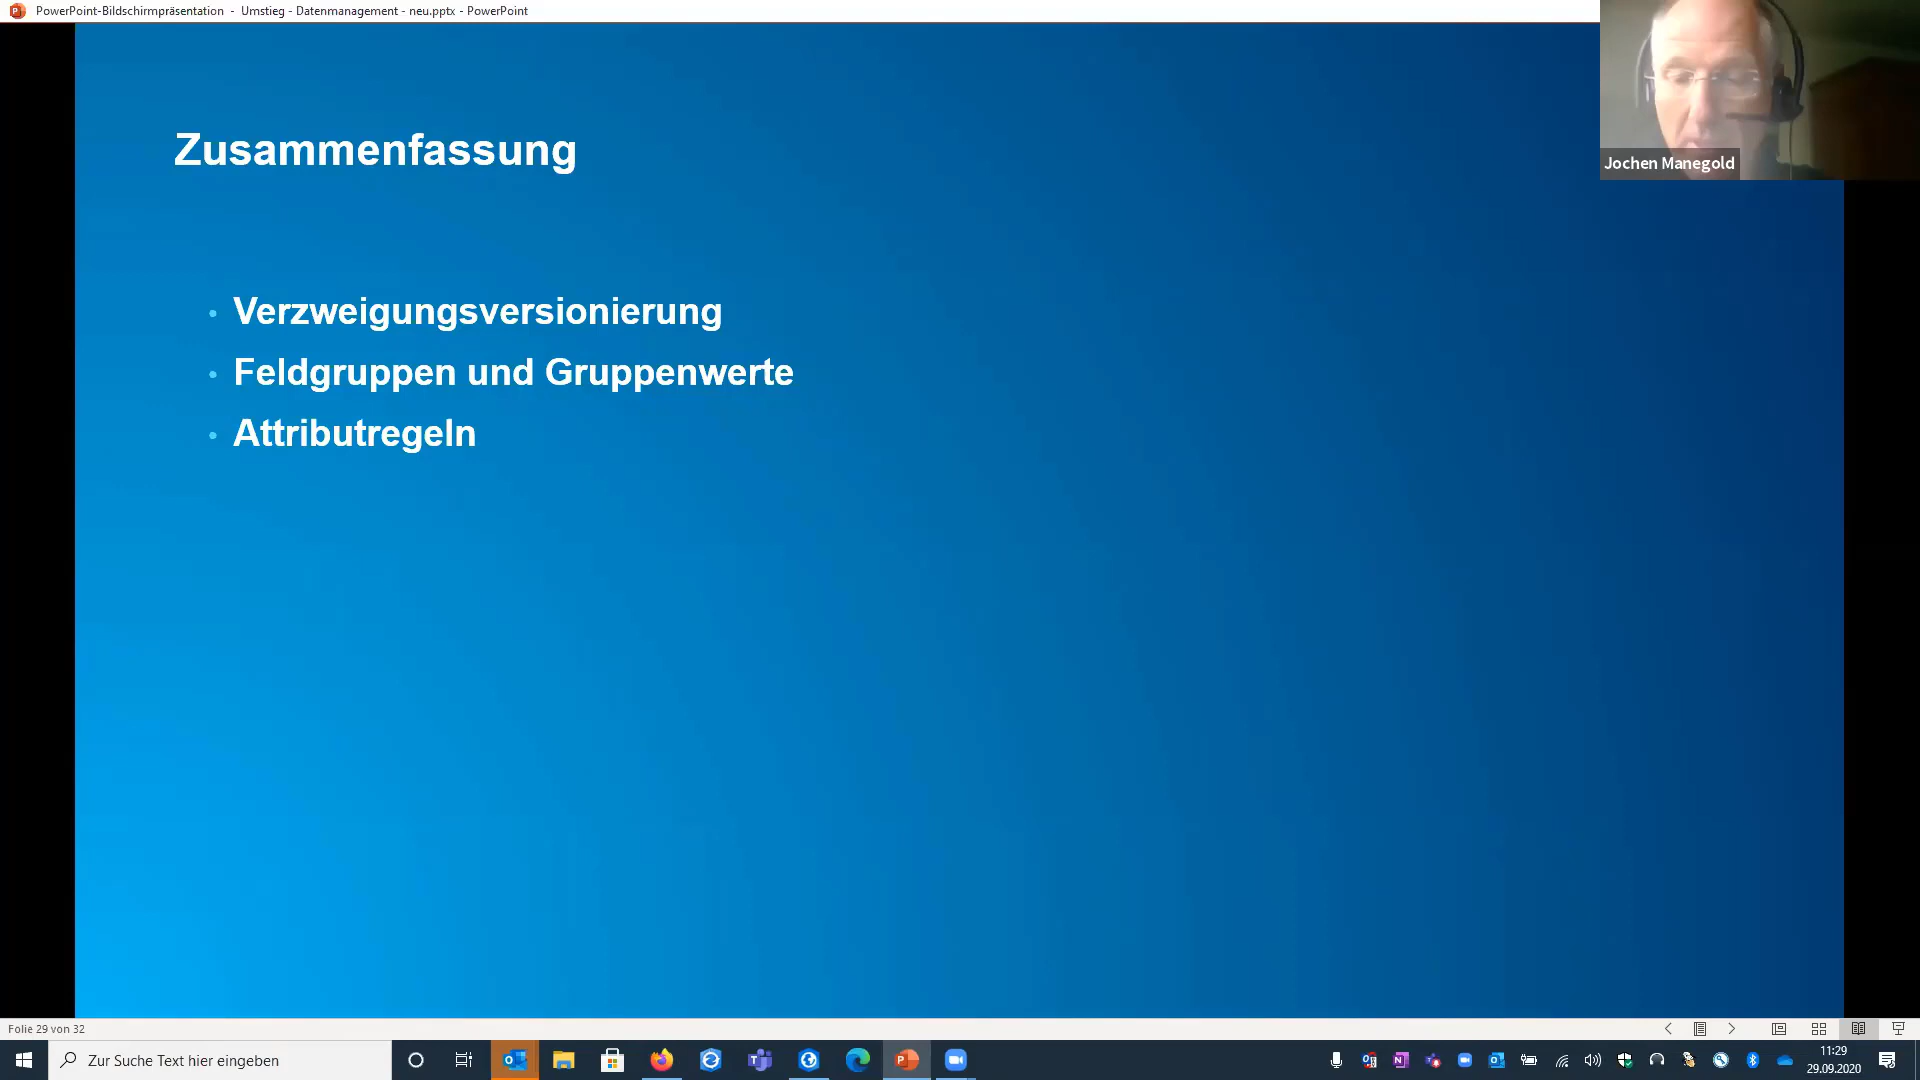 PowerPoint-Bildschirmpräsentation - Umstieg - Datenmanagement - neu.pptx - PowerPoint
Jochen Manegold
Zusammenfassung
• Verzweigungsversionierung
• Feldgruppen und Gruppenwerte
• Attributregeln
Folie 29 von 32
Zur Suche Text hier eingeben
11:29
29.09.2020